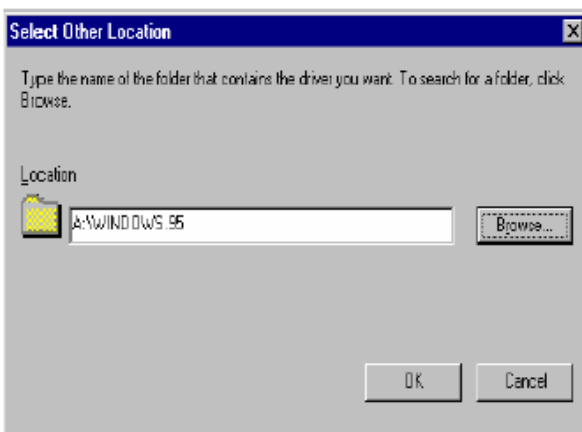 Select Other Location
Type the name of the folder that contains the driver you want. To search for a folder, click
Browse.
Location
A:\WINDOWS.95
Browse...
OK
Cancel